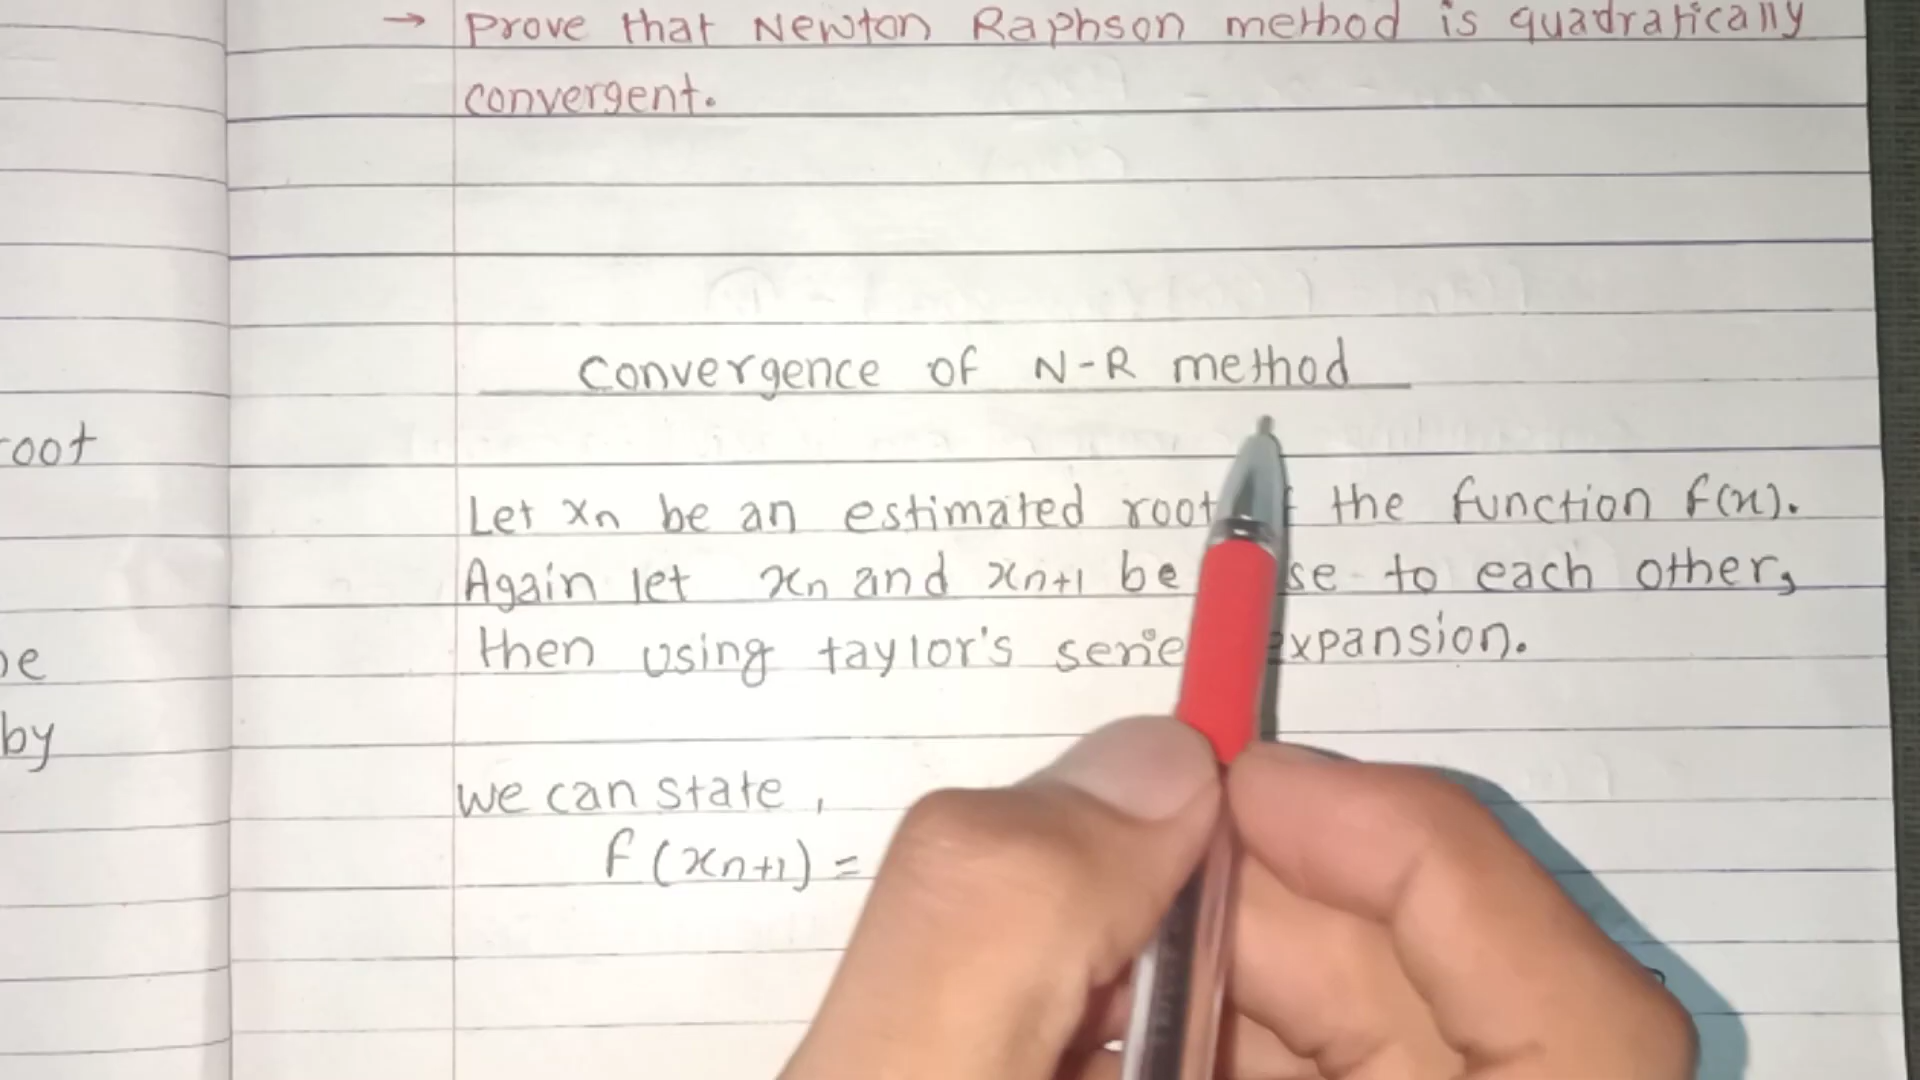 → prove that Newton Raphson method is quadratically
convergent.
convergence of N-R method
root
Let xn be an estimated root the function f(x).
Again let xn and xn+1 be to each other,
then using taylor's expansion.
be
by
we can state,
f(xn+1) =